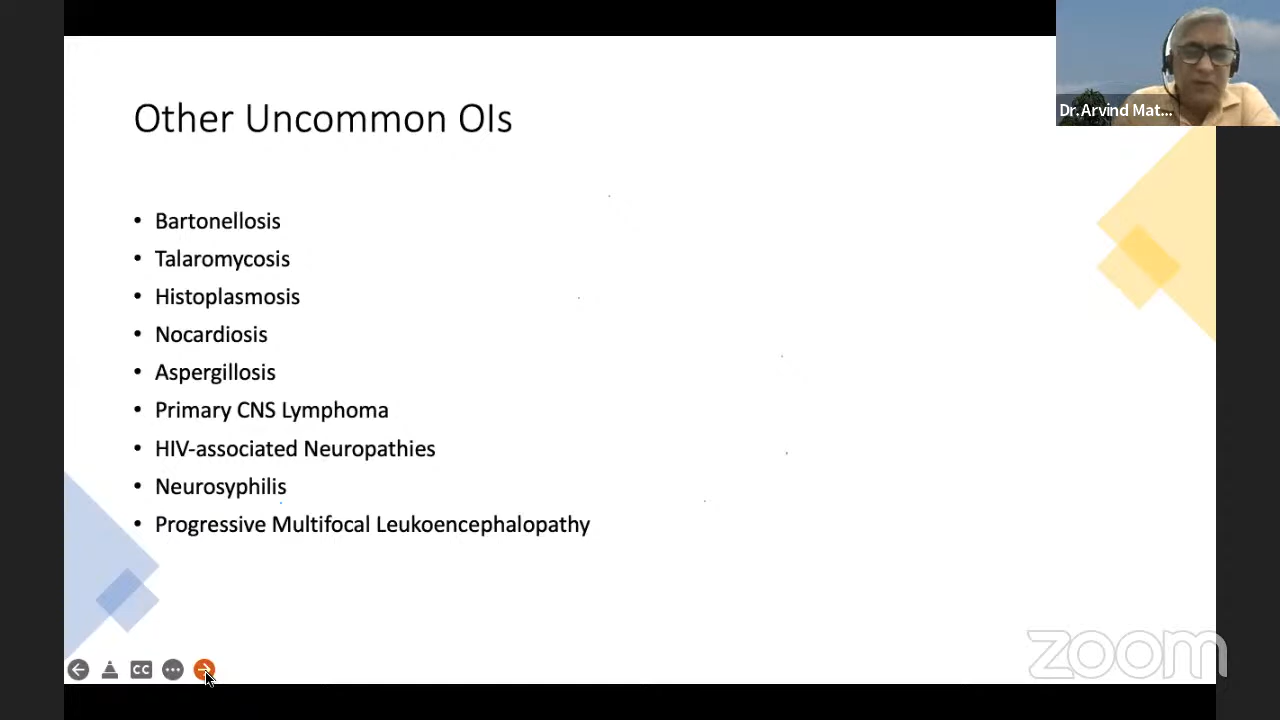 Other Uncommon OIs
• Bartonellosis
• Talaromycosis
• Histoplasmosis
• Nocardiosis
• Aspergillosis
• Primary CNS Lymphoma
• HIV-associated Neuropathies
• Neurosyphilis
• Progressive Multifocal Leukoencephalopathy
Dr.Arvind Mat...
CC
zoom